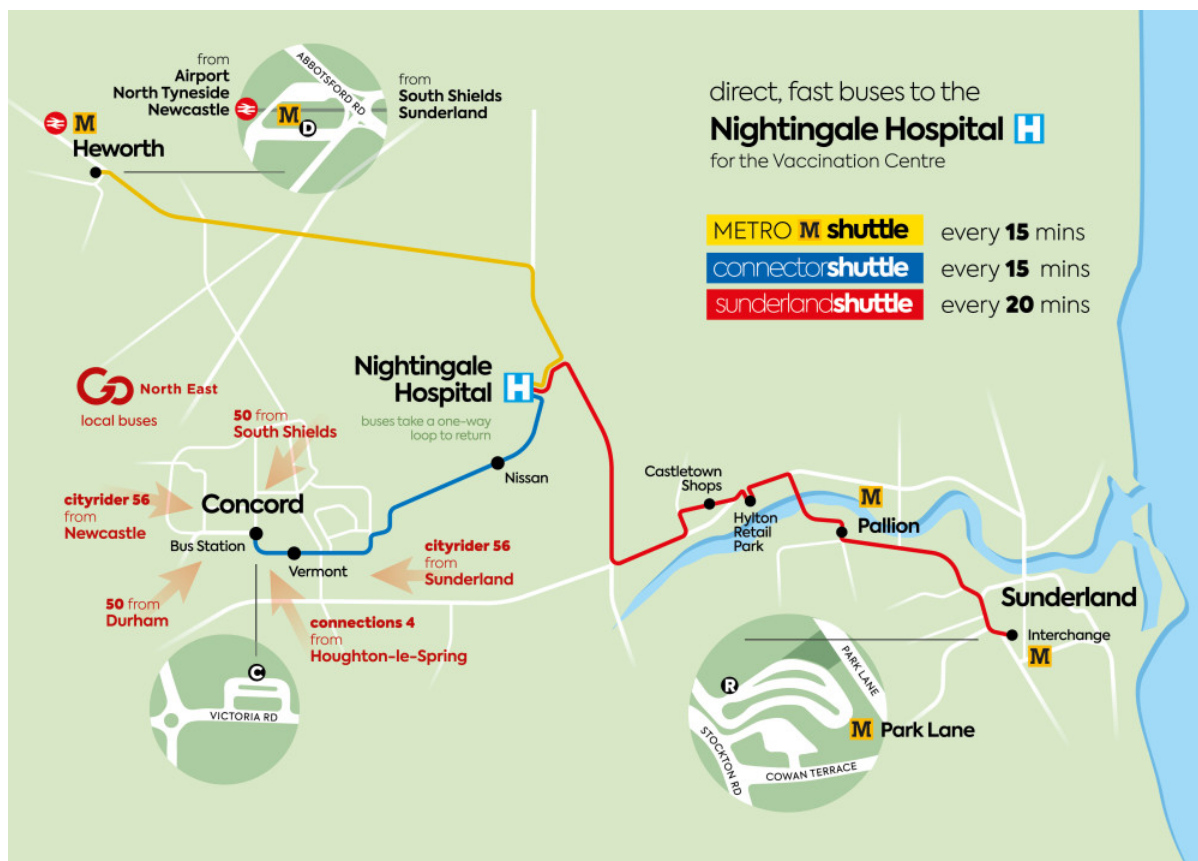 from
Airport
North Tyneside
Newcastle
ABBOTSFORD RD
M
D
from
South Shields
Sunderland
M
Heworth
direct, fast buses to the
Nightingale Hospital H
for the Vaccination Centre
METRO M shuttle every 15 mins
connectorshuttle every 15 mins
sunderlandshuttle every 20 mins
Nightingale
Hospital
H
buses take a one-way
loop to return
GO North East
local buses
50 from
South Shields
cityrider 56
from
Newcastle
Concord
Bus Station
Vermont
Nissan
cityrider 56
from
Sunderland
50 from
Durham
connections 4
from
Houghton-le-Spring
C
VICTORIA RD
Castletown
Shops
Hylton
Retail
Park
M
Pallion
Sunderland
Interchange
M
R
PARK LANE
M Park Lane
STOCKTON RD
COWAN TERRACE